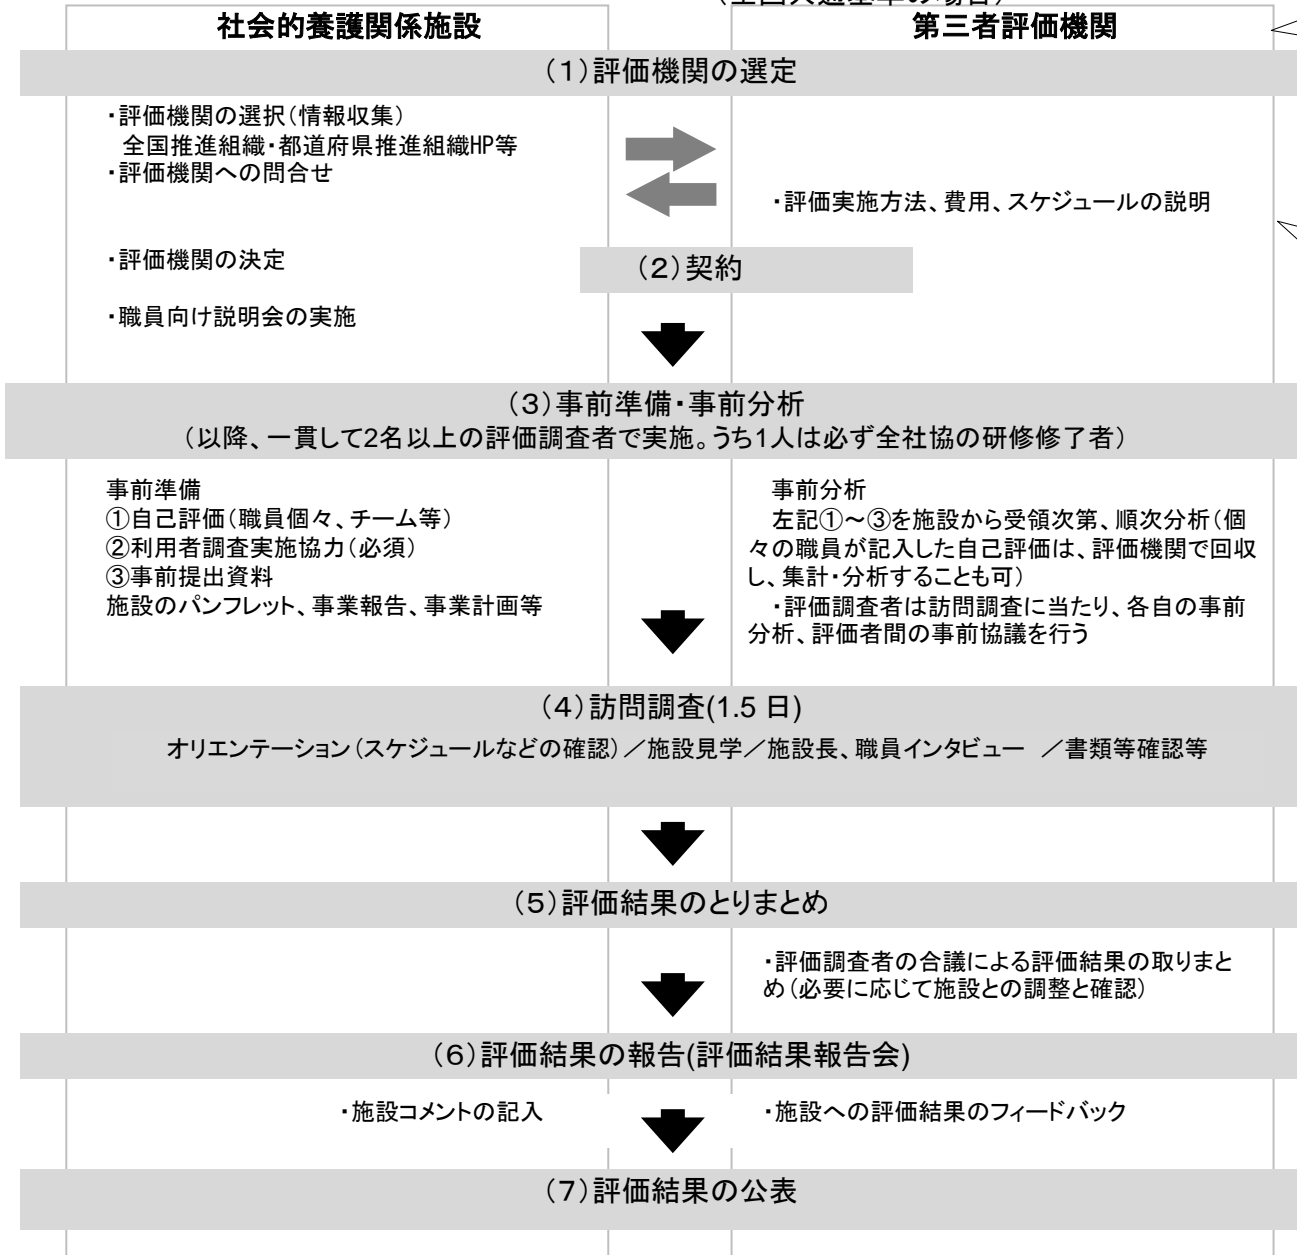 (全国共通基準の場合)
社会的養護関係施設
第三者評価機関
(1)評価機関の選定
・評価機関の選択(情報収集)
全国推進組織・都道府県推進組織HP等
・評価機関への問合せ
・評価実施方法、費用、スケジュールの説明
・評価機関の決定
(2)契約
・職員向け説明会の実施
(3)事前準備・事前分析
(以降、一貫して2名以上の評価調査者で実施。うち1人は必ず全社協の研修修了者)
事前準備
①自己評価(職員個々、チーム等)
②利用者調査実施協力(必須)
③事前提出資料
施設のパンフレット、事業報告、事業計画等
事前分析
左記①～③を施設から受領次第、順次分析(個
々の職員が記入した自己評価は、評価機関で回収
し、集計・分析することも可)
・評価調査者は訪問調査に当たり、各自の事前
分析、評価者間の事前協議を行う
(4)訪問調査(1.5 日)
オリエンテーション(スケジュールなどの確認)/施設見学/施設長、職員インタビュー /書類等確認等
(5)評価結果のとりまとめ
・評価調査者の合議による評価結果の取りまと
め(必要に応じて施設との調整と確認)
(6)評価結果の報告(評価結果報告会)
・施設コメントの記入
・施設への評価結果のフィードバック
(7)評価結果の公表